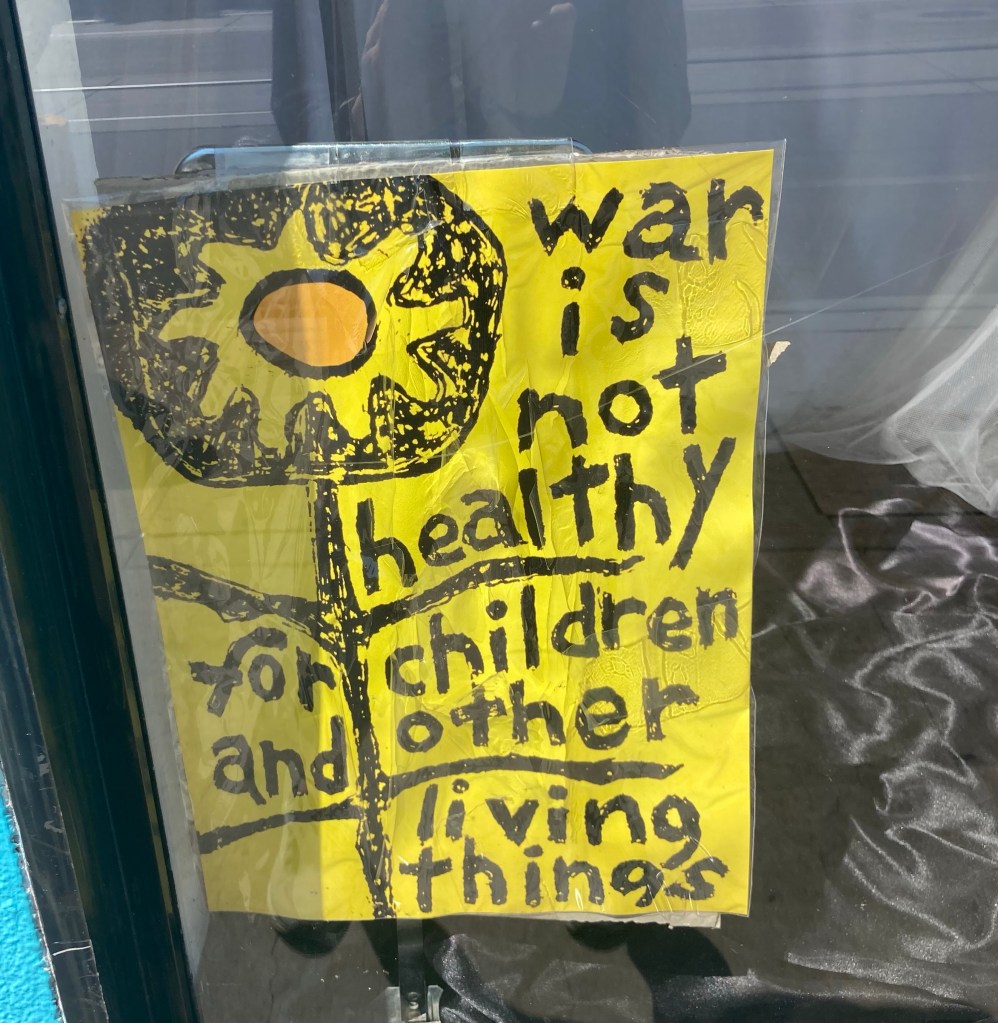 war
is
not
healthy
for children
and other
living
things